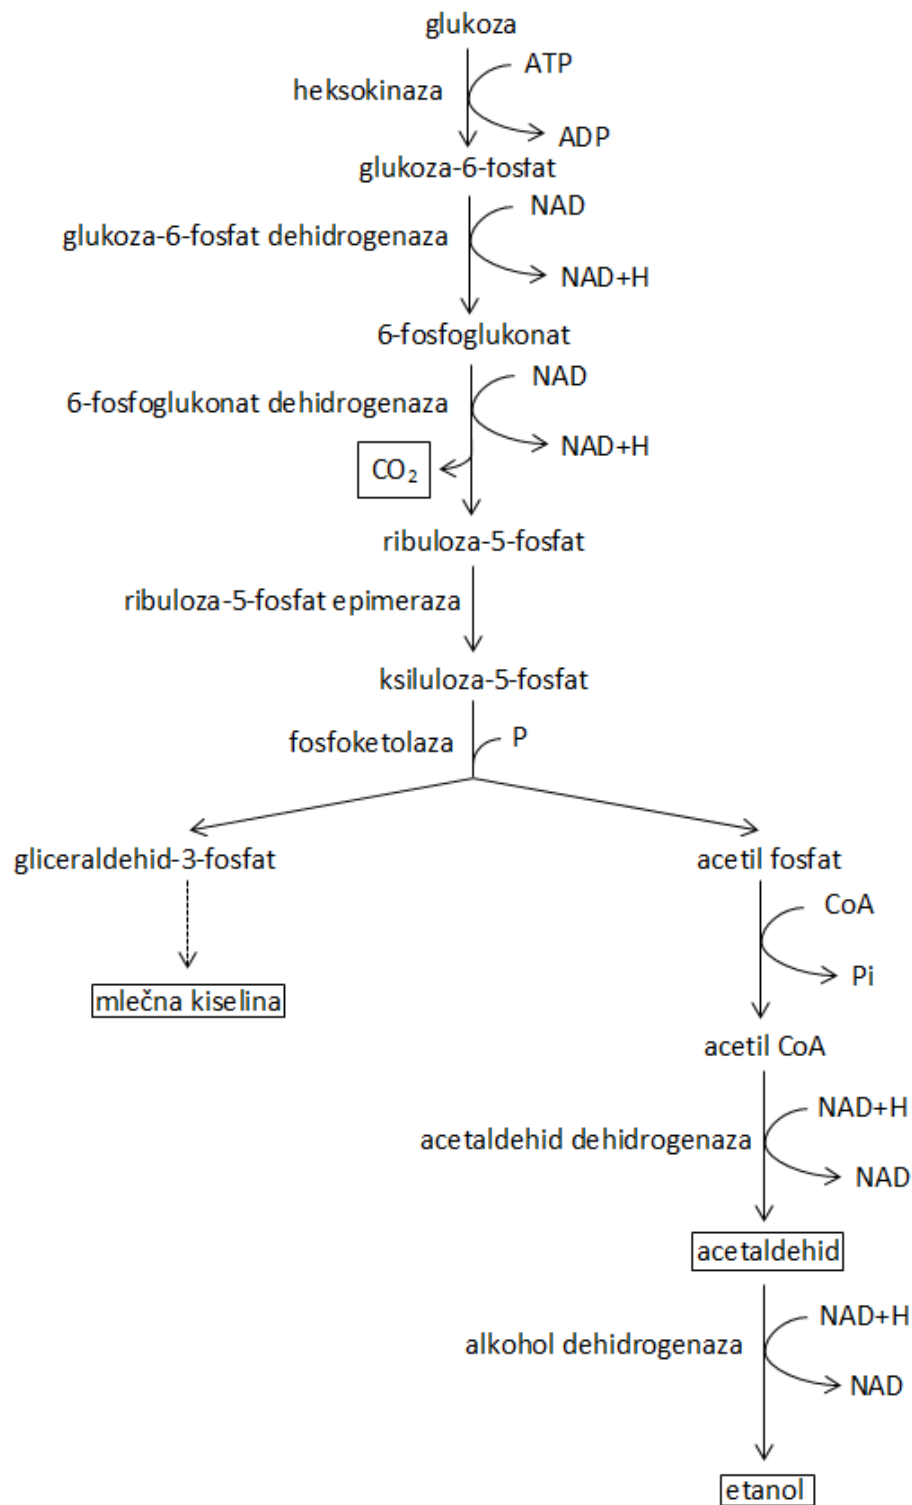 glukoza
ATP
heksokinaza
ADP
glukoza-6-fosfat
NAD
glukoza-6-fosfat dehidrogenaza
NAD+H
6-fosfoglukonat
NAD
6-fosfoglukonat dehidrogenaza
NAD+H
CO₂
ribuloza-5-fosfat
ribuloza-5-fosfat epimeraza
ksiluloza-5-fosfat
fosfoketolaza
P
gliceraldehid-3-fosfat
acetil fosfat
CoA
Pi
mlečna kiselina
acetil CoA
NAD+H
acetaldehid dehidrogenaza
NAD
acetaldehid
NAD+H
alkohol dehidrogenaza
NAD
etanol